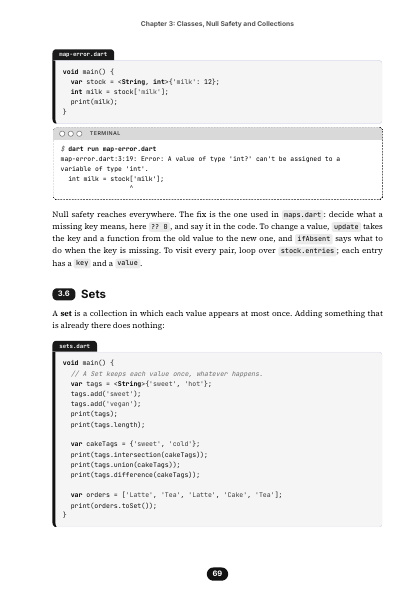 Chapter 3: Classes, Null Safety and Collections
map-error.dart
void main() {
  var stock = <String, int>{'milk': 12};
  int milk = stock['milk'];
  print(milk);
}
TERMINAL
$ dart run map-error.dart
map-error.dart:3:19: Error: A value of type 'int?' can't be assigned to a
variable of type 'int'.
  int milk = stock['milk'];
                  ^
Null safety reaches everywhere. The fix is the one used in maps.dart: decide what a
missing key means, here ?? 0, and say it in the code. To change a value, update takes
the key and a function from the old value to the new one, and ifAbsent says what to
do when the key is missing. To visit every pair, loop over stock.entries; each entry
has a key and a value.
3.6 Sets
A set is a collection in which each value appears at most once. Adding something that
is already there does nothing:
sets.dart
void main() {
  // A Set keeps each value once, whatever happens.
  var tags = <String>{'sweet', 'hot'};
  tags.add('sweet');
  tags.add('vegan');
  print(tags);
  print(tags.length);
  var cakeTags = {'sweet', 'cold'};
  print(tags.intersection(cakeTags));
  print(tags.union(cakeTags));
  print(tags.difference(cakeTags));
  var orders = ['Latte', 'Tea', 'Latte', 'Cake', 'Tea'];
  print(orders.toSet());
}
69